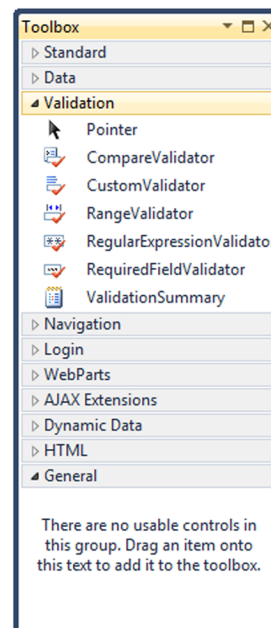 Toolbox
Standard
Data
Validation
Pointer
CompareValidator
CustomValidator
RangeValidator
RegularExpressionValidato
RequiredFieldValidator
ValidationSummary
Navigation
Login
WebParts
AJAX Extensions
Dynamic Data
HTML
General
There are no usable controls in
this group. Drag an item onto
this text to add it to the toolbox.